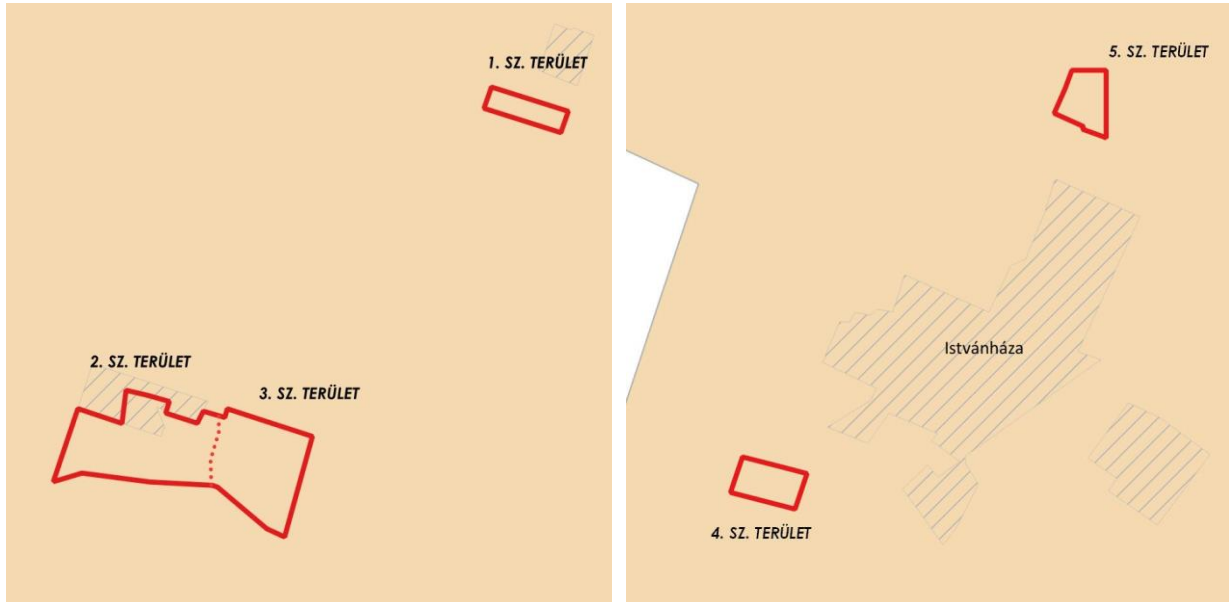 1. SZ. TERÜLET
2. SZ. TERÜLET
3. SZ. TERÜLET
5. SZ. TERÜLET
Istvánháza
4. SZ. TERÜLET